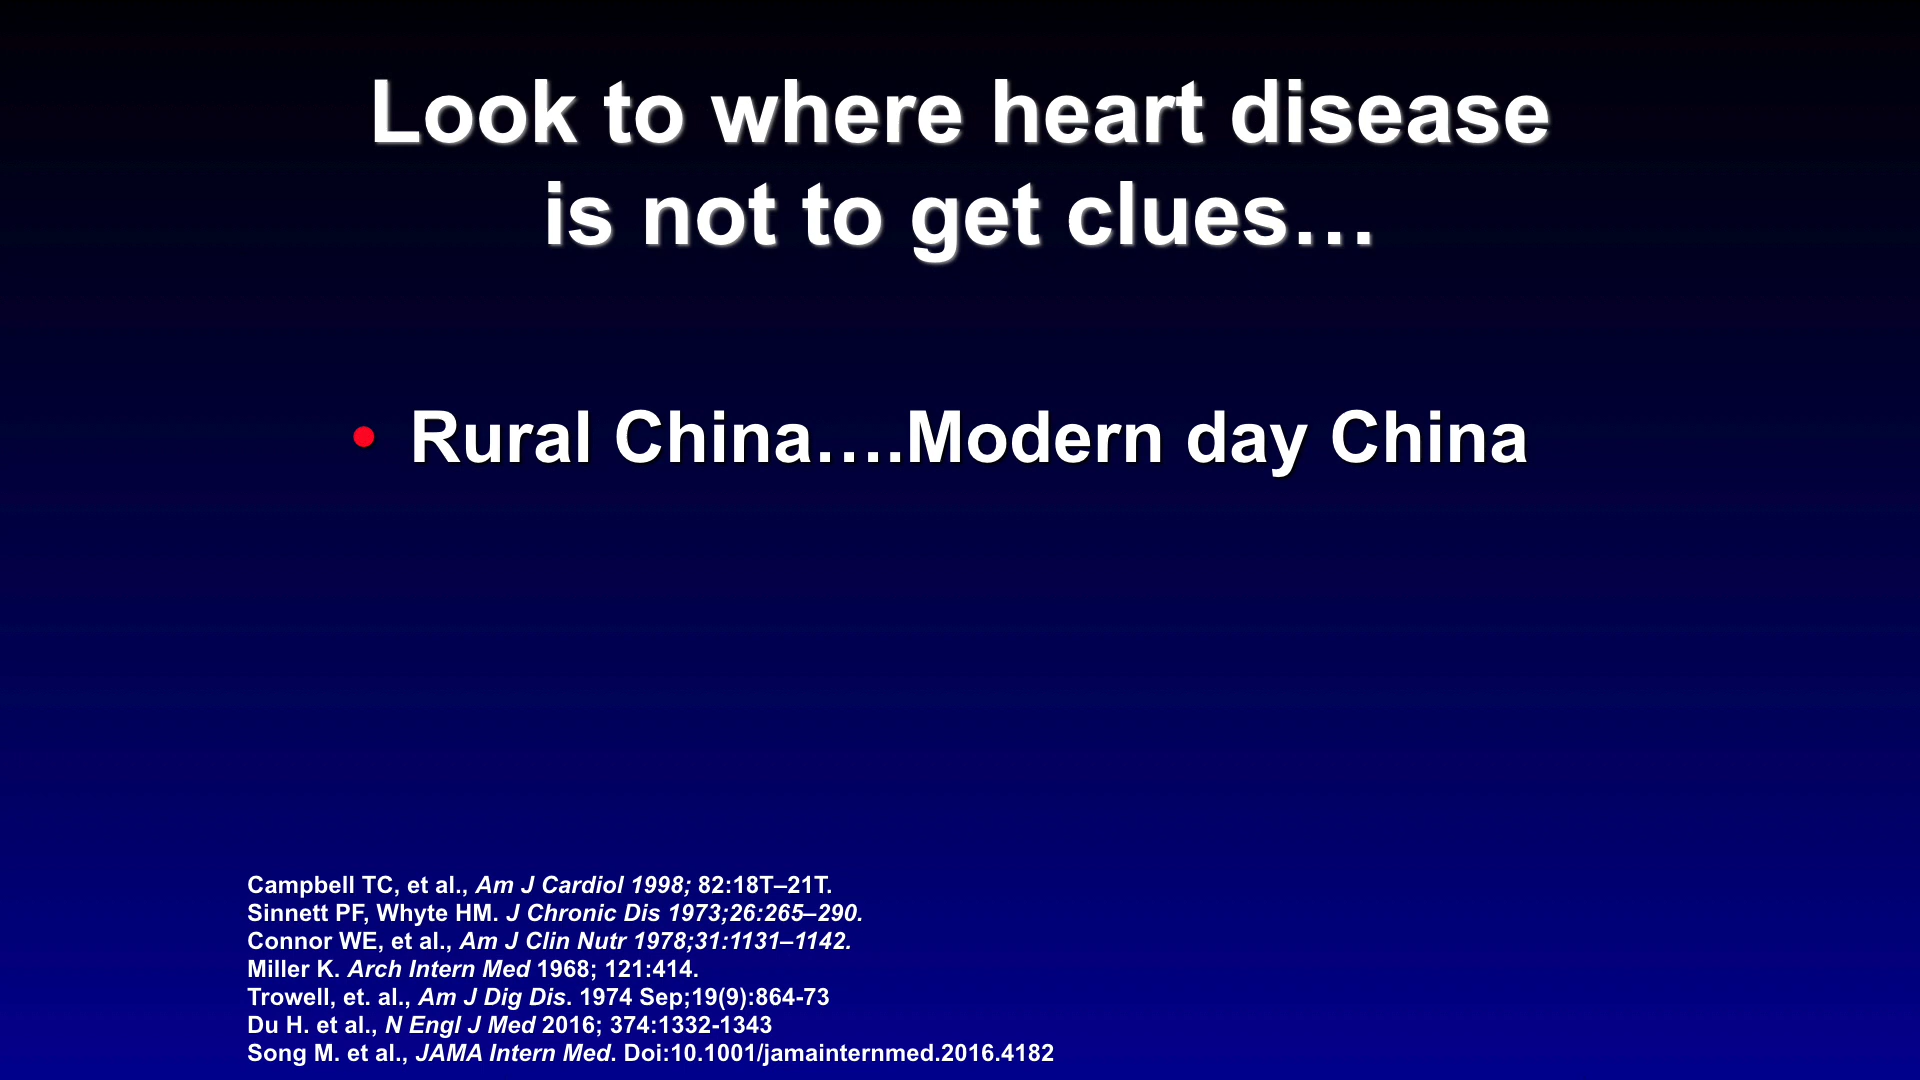 Look to where heart disease
is not to get clues…
• Rural China….Modern day China
Campbell TC, et al., Am J Cardiol 1998; 82:18T–21T.
Sinnett PF, Whyte HM. J Chronic Dis 1973;26:265–290.
Connor WE, et al., Am J Clin Nutr 1978;31:1131–1142.
Miller K. Arch Intern Med 1968; 121:414.
Trowell, et. al., Am J Dig Dis. 1974 Sep;19(9):864-73
Du H. et al., N Engl J Med 2016; 374:1332-1343
Song M. et al., JAMA Intern Med. Doi:10.1001/jamainternmed.2016.4182